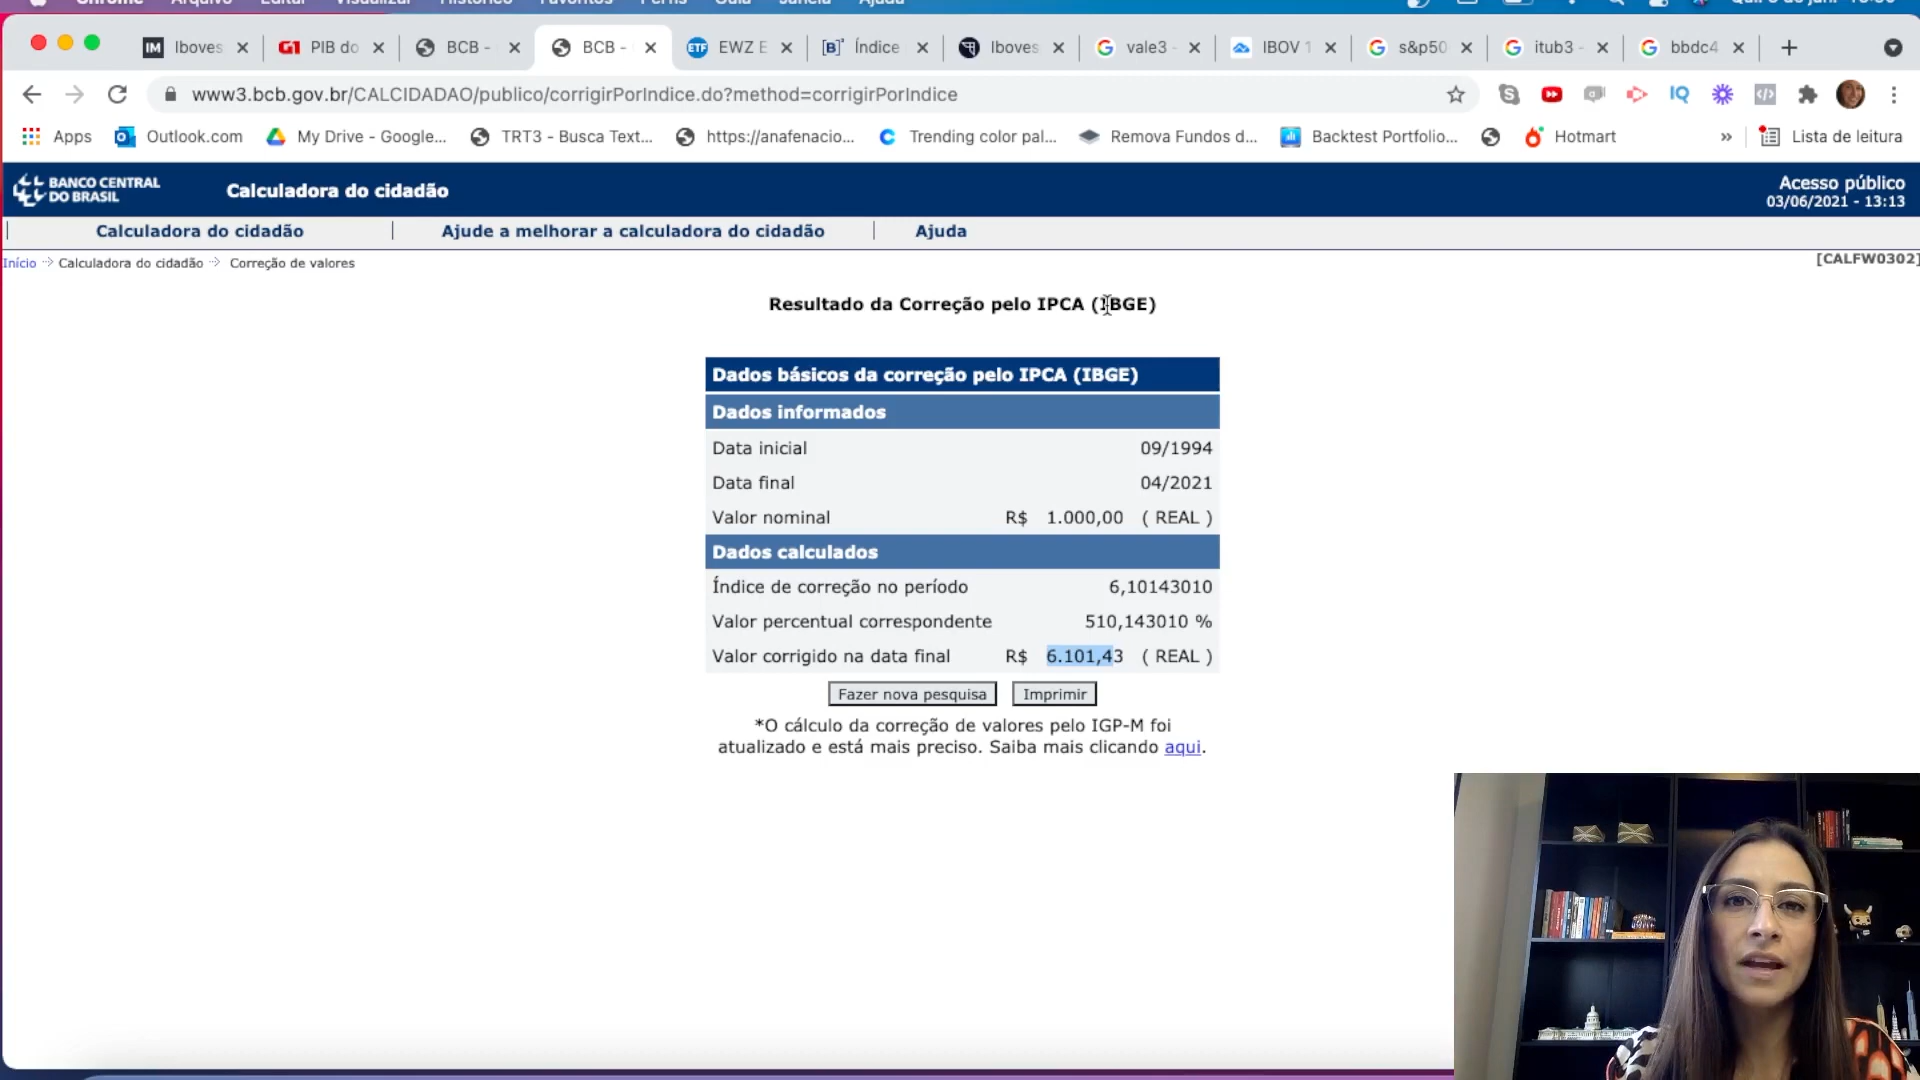 IM Iboves
G1 PIB do
BCB -
BCB -
ETF EWZ E
[B]³ Índice
Iboves
vale3 -
IBOV 1
s&p50
itub3 -
bbdc4
www3.bcb.gov.br/CALCIDADAO/publico/corrigirPorIndice.do?method=corrigirPorIndice
Apps
Outlook.com
My Drive - Google...
TRT3 - Busca Text...
https://anafenacio...
Trending color pal...
Remova Fundos d...
Backtest Portfolio...
Hotmart
»
Lista de leitura
BANCO CENTRAL
DO BRASIL
Calculadora do cidadão
Acesso público
03/06/2021 - 13:13
Calculadora do cidadão | Ajude a melhorar a calculadora do cidadão | Ajuda
Início Calculadora do cidadão Correção de valores
[CALFW0302]
Resultado da Correção pelo IPCA (IBGE)
Dados básicos da correção pelo IPCA (IBGE)
Dados informados
Data inicial 09/1994
Data final 04/2021
Valor nominal R$ 1.000,00 ( REAL )
Dados calculados
Índice de correção no período 6,10143010
Valor percentual correspondente 510,143010 %
Valor corrigido na data final R$ 6.101,43 ( REAL )
Fazer nova pesquisa Imprimir
*O cálculo da correção de valores pelo IGP-M foi
atualizado e está mais preciso. Saiba mais clicando aqui.